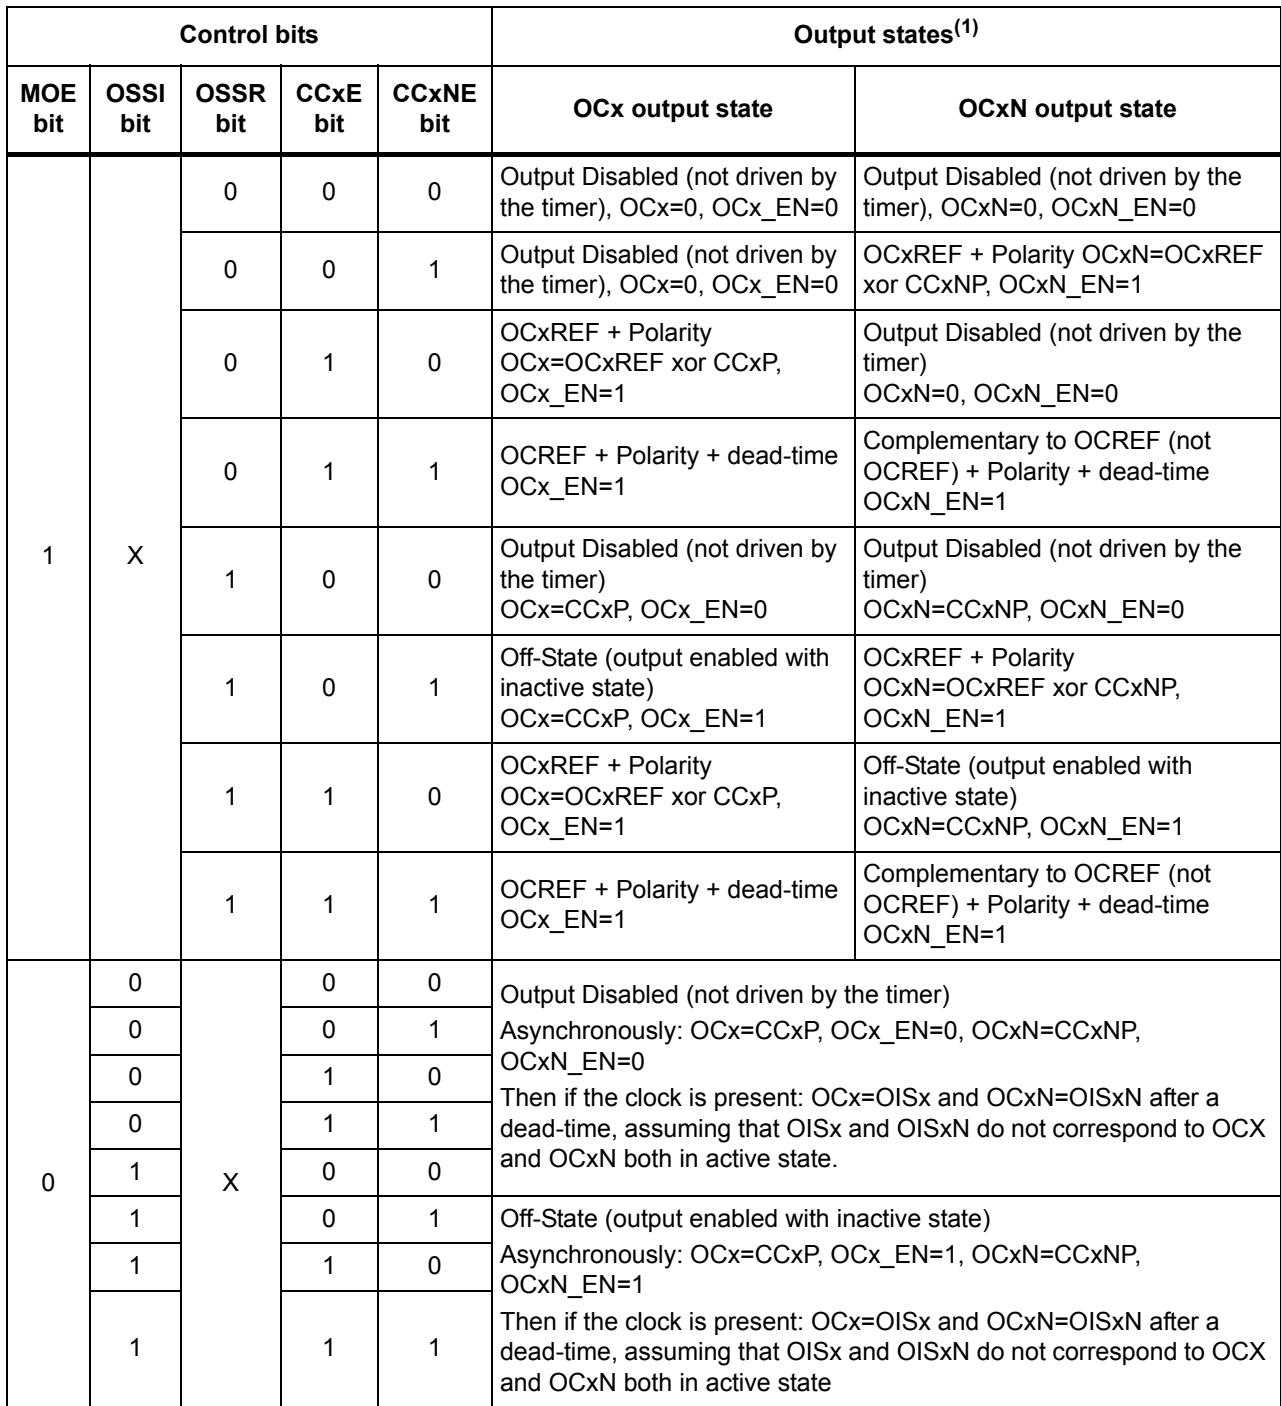 Control bits
Output states(1)
MOE bit
OSSI bit
OSSR bit
CCxE bit
CCxNE bit
OCx output state
OCxN output state
1
X
0
0
0
Output Disabled (not driven by
the timer), OCx=0, OCx_EN=0
Output Disabled (not driven by the
timer), OCxN=0, OCxN_EN=0
0
0
1
Output Disabled (not driven by
the timer), OCx=0, OCx_EN=0
OCxREF + Polarity OCxN=OCxREF
xor CCxNP, OCxN_EN=1
0
1
0
OCxREF + Polarity
OCx=OCxREF xor CCxP,
OCx_EN=1
Output Disabled (not driven by the
timer)
OCxN=0, OCxN_EN=0
0
1
1
OCREF + Polarity + dead-time
OCx_EN=1
Complementary to OCREF (not
OCREF) + Polarity + dead-time
OCxN_EN=1
1
0
0
Output Disabled (not driven by
the timer)
OCx=CCxP, OCx_EN=0
Output Disabled (not driven by the
timer)
OCxN=CCxNP, OCxN_EN=0
1
0
1
Off-State (output enabled with
inactive state)
OCx=CCxP, OCx_EN=1
OCxREF + Polarity
OCxN=OCxREF xor CCxNP,
OCxN_EN=1
1
1
0
OCxREF + Polarity
OCx=OCxREF xor CCxP,
OCx_EN=1
Off-State (output enabled with
inactive state)
OCxN=CCxNP, OCxN_EN=1
1
1
1
OCREF + Polarity + dead-time
OCx_EN=1
Complementary to OCREF (not
OCREF) + Polarity + dead-time
OCxN_EN=1
0
X
0
0
0
0
0
1
0
1
0
0
1
1
1
0
0
Output Disabled (not driven by the timer)
Asynchronously: OCx=CCxP, OCx_EN=0, OCxN=CCxNP,
OCxN_EN=0
Then if the clock is present: OCx=OISx and OCxN=OISxN after a
dead-time, assuming that OISx and OISxN do not correspond to OCX
and OCxN both in active state.
1
0
1
1
1
0
1
1
1
Off-State (output enabled with inactive state)
Asynchronously: OCx=CCxP, OCx_EN=1, OCxN=CCxNP,
OCxN_EN=1
Then if the clock is present: OCx=OISx and OCxN=OISxN after a
dead-time, assuming that OISx and OISxN do not correspond to OCX
and OCxN both in active state